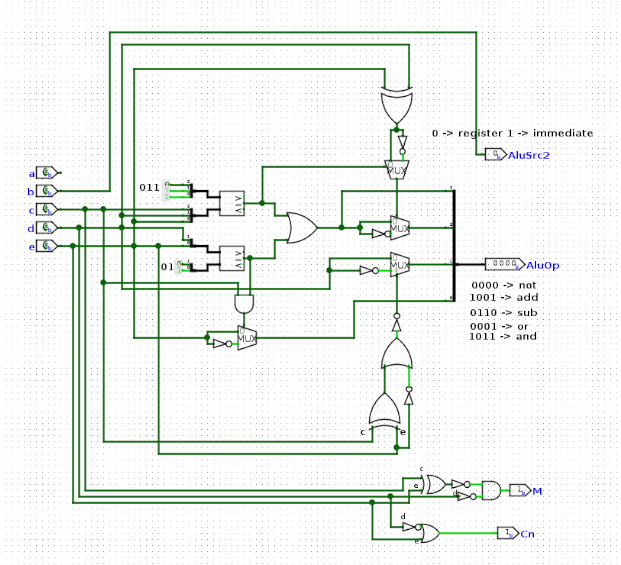 0 -> register 1 -> immediate
AluSrc2
MUX
a
b
011
c
d
MUX
e
01
MUX
AluOp
0000
0000 -> not
1001 -> add
0110 -> sub
0001 -> or
1011 -> and
MUX
c
e
c
e
M
d
e
Cn